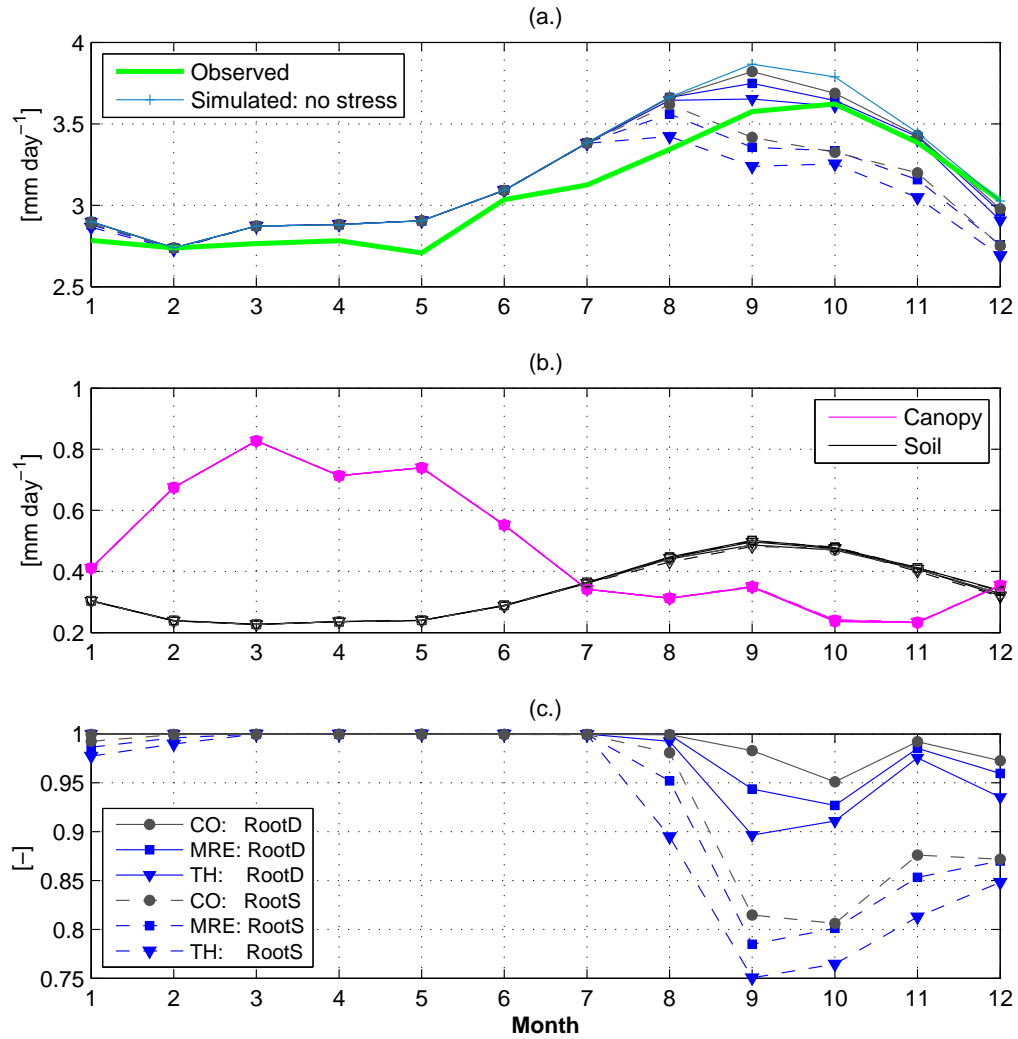 (a.)
4
3.5
3
2.5
[mm day⁻¹]
Observed
Simulated: no stress
1 2 3 4 5 6 7 8 9 10 11 12
(b.)
1
0.8
0.6
0.4
0.2
[mm day⁻¹]
Canopy
Soil
1 2 3 4 5 6 7 8 9 10 11 12
(c.)
1
0.95
0.9
0.85
0.8
0.75
[−]
CO: RootD
MRE: RootD
TH: RootD
CO: RootS
MRE: RootS
TH: RootS
1 2 3 4 5 6 7 8 9 10 11 12
Month